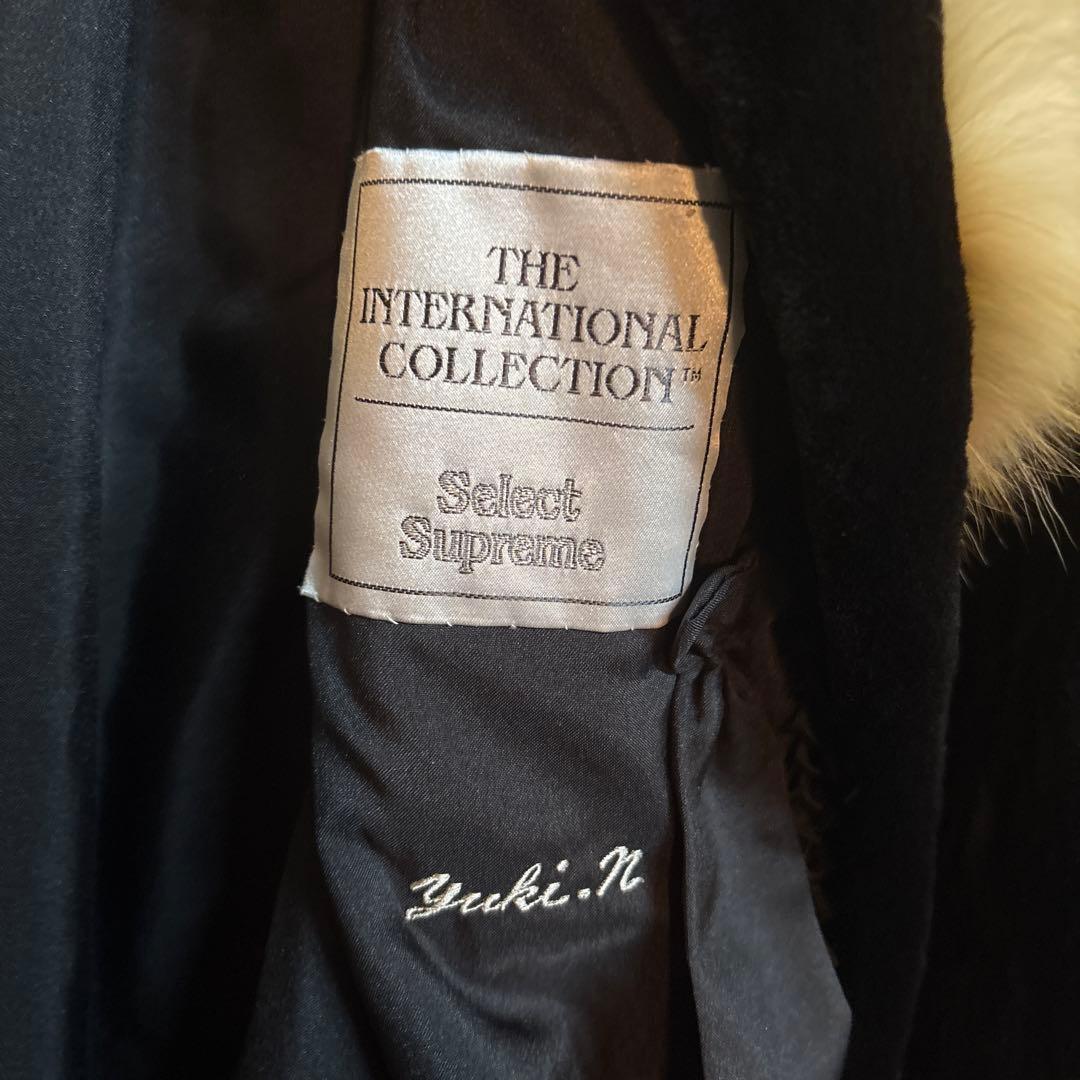 THE
INTERNATIONAL
COLLECTION™
Select
Supreme
Yuki.N